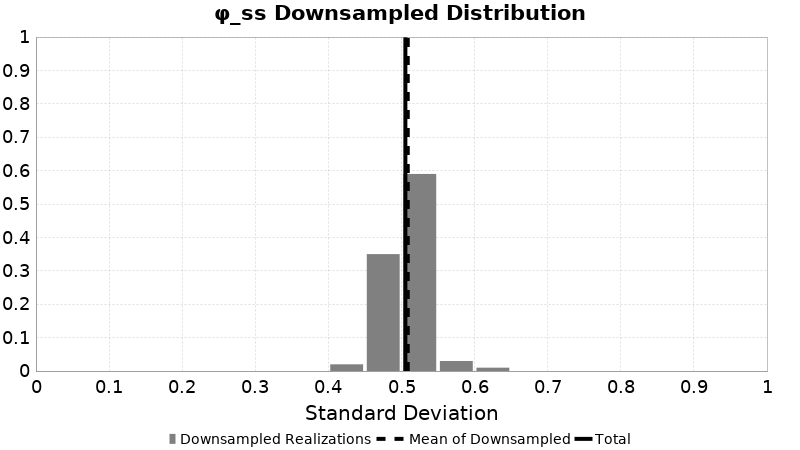 φ_ss Downsampled Distribution
1
0.9
0.8
0.7
0.6
0.5
0.4
0.3
0.2
0.1
0
0 0.1 0.2 0.3 0.4 0.5 0.6 0.7 0.8 0.9 1
Standard Deviation
Downsampled Realizations Mean of Downsampled Total